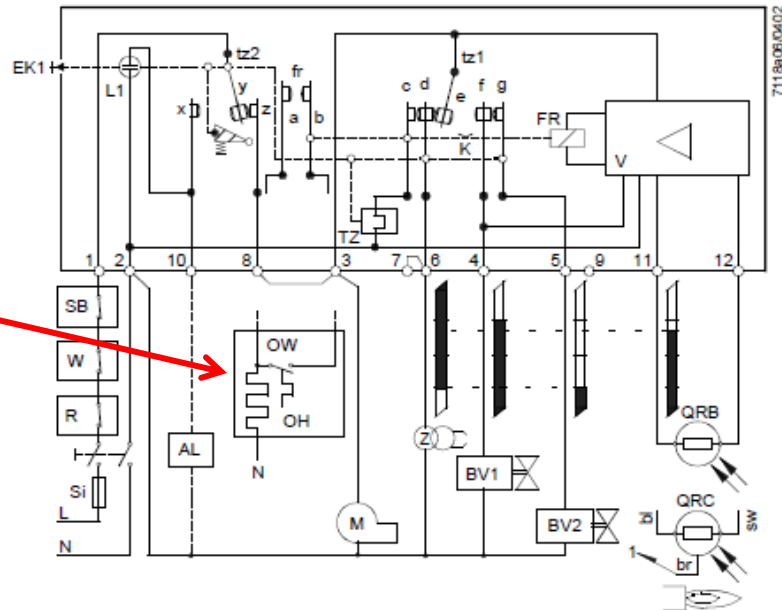 7118a06/0402
EK1
L1
tz2
fr
x
y
z
a
b
c
d
tz1
e
f
g
K
FR
V
TZ
1
2
10
8
3
7
6
4
5
9
11
12
SB
W
R
Si
L
N
AL
OW
OH
N
M
Z
BV1
BV2
QRB
QRC
bl
sw
1
br